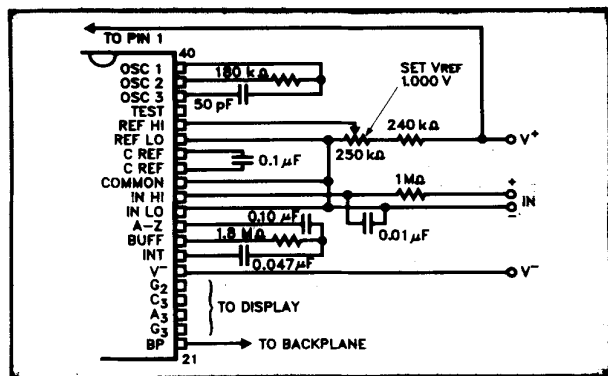 TO PIN 1
40
OSC 1
OSC 2
OSC 3
TEST
REF HI
REF LO
C REF
C REF
COMMON
IN HI
IN LO
A-Z
BUFF
INT
V⁻
G₂
C₃
A₃
G₃
BP
21
180 kΩ
50 pF
SET VREF
1.000 V
240 kΩ
250 kΩ
V⁺
0.1 μF
1MΩ
+
IN
−
0.01 μF
0.10 μF
1.8 MΩ
0.047 μF
V⁻
TO DISPLAY
TO BACKPLANE